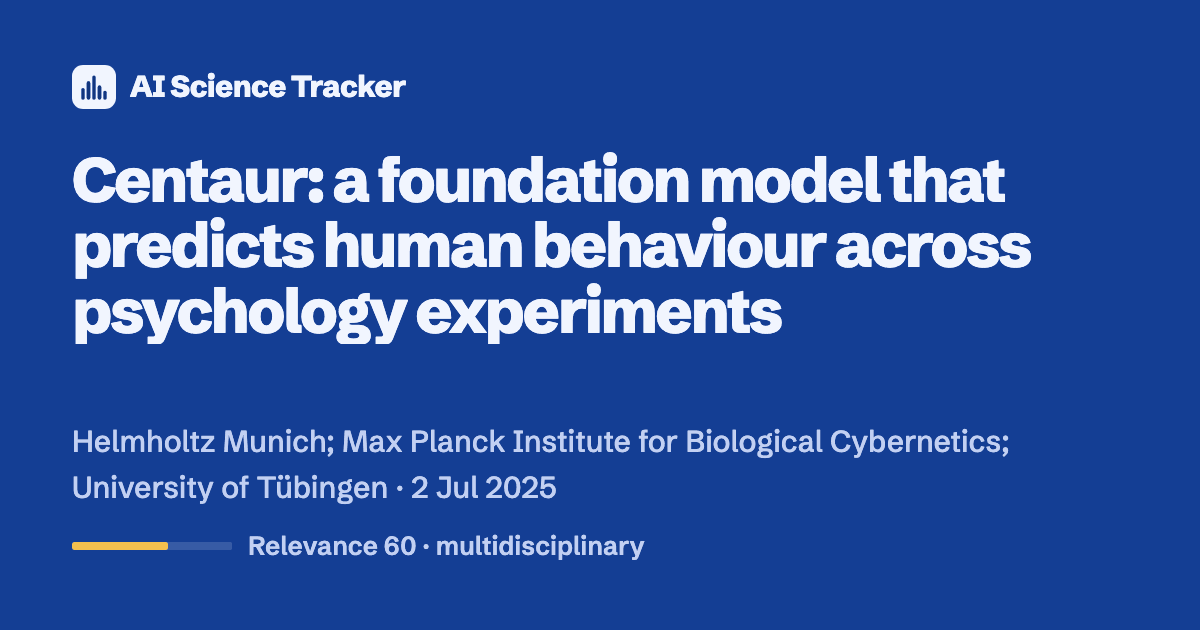 AI Science Tracker
Centaur: a foundation model that
predicts human behaviour across
psychology experiments
Helmholtz Munich; Max Planck Institute for Biological Cybernetics;
University of Tübingen · 2 Jul 2025
Relevance 60 · multidisciplinary